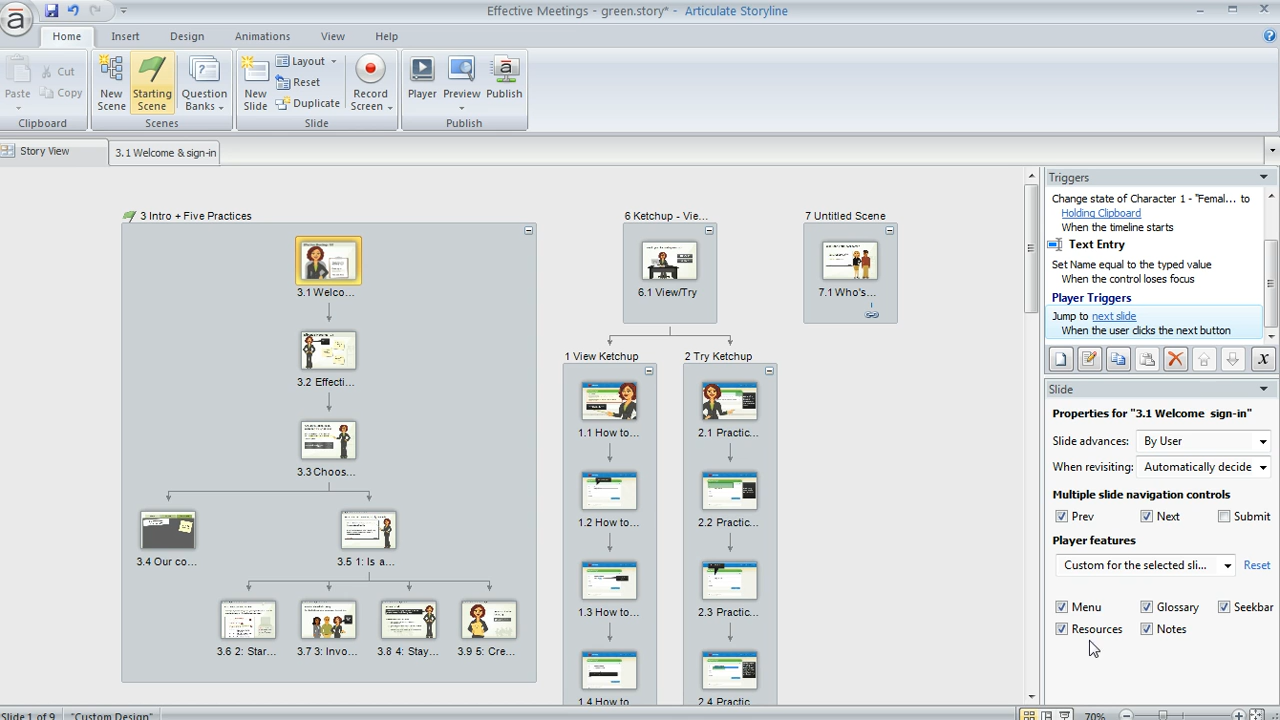 Effective Meetings - green.story* - Articulate Storyline
Home Insert Design Animations View Help
Paste Cut Copy
Clipboard
New Scene Starting Scene Question Banks
Scenes
New Slide Layout Reset Duplicate Record Screen
Slide
Player Preview Publish
Publish
Story View 3.1 Welcome & sign-in
3 Intro + Five Practices
3.1 Welco...
3.2 Effecti...
3.3 Choos...
3.4 Our co...
3.5 1: Is a...
3.6 2: Star...
3.7 3: Invo...
3.8 4: Stay...
3.9 5: Cre...
6 Ketchup - Vie...
6.1 View/Try
7 Untitled Scene
7.1 Who's...
1 View Ketchup
1.1 How to...
1.2 How to...
1.3 How to...
1.4 How to...
2 Try Ketchup
2.1 Practic...
2.2 Practic...
2.3 Practic...
2.4 Practic...
Triggers
Change state of Character 1 - "Femal... to
Holding Clipboard
When the timeline starts
Text Entry
Set Name equal to the typed value
When the control loses focus
Player Triggers
Jump to next slide
When the user clicks the next button
x
Slide
Properties for "3.1 Welcome sign-in"
Slide advances: By User
When revisiting: Automatically decide
Multiple slide navigation controls
Prev Next Submit
Player features
Custom for the selected sli... Reset
Menu Glossary Seekbar
Resources Notes
Slide 1 of 9 "Custom Design" 70%